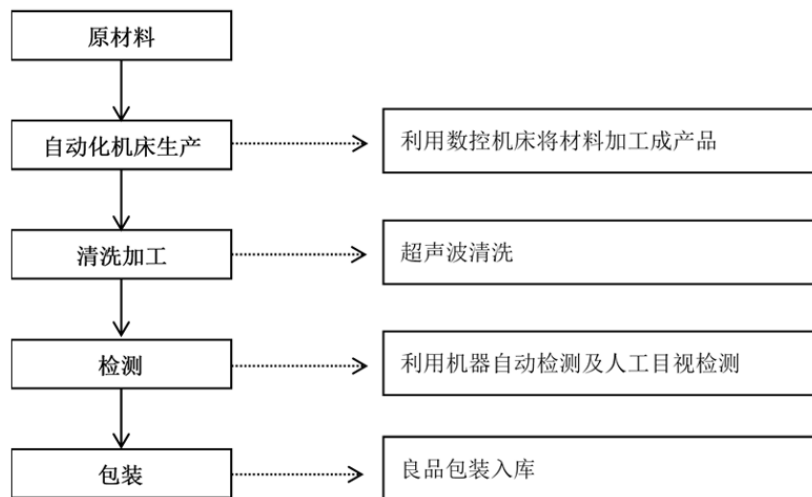 原材料
自动化机床生产
利用数控机床将材料加工成产品
清洗加工
超声波清洗
检测
利用机器自动检测及人工目视检测
包装
良品包装入库